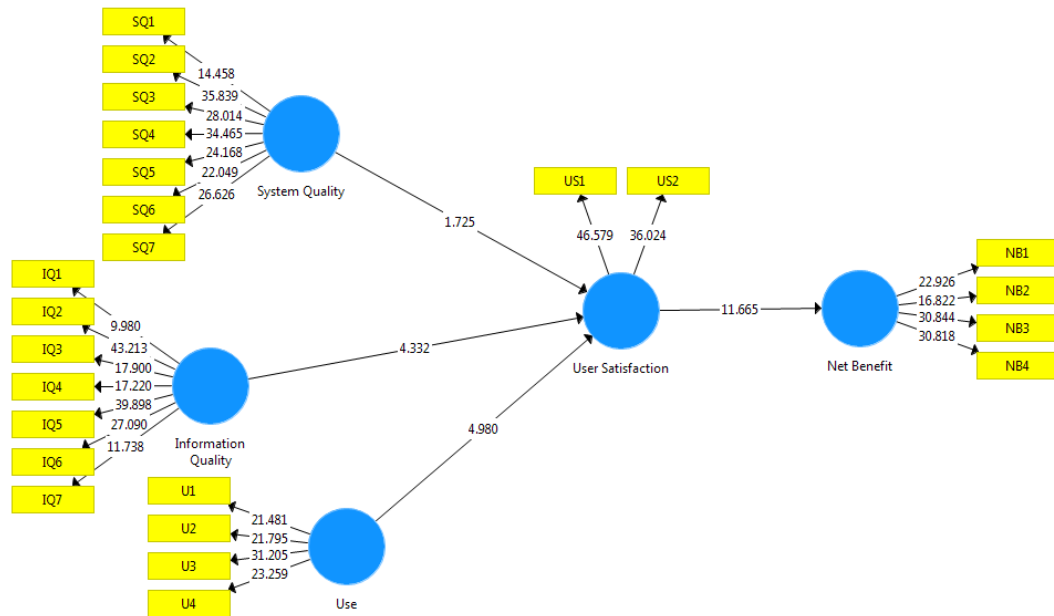 SQ1
SQ2
SQ3
SQ4
SQ5
SQ6
SQ7
14.458
35.839
28.014
34.465
24.168
22.049
26.626
System Quality
1.725
US1
US2
46.579
36.024
User Satisfaction
11.665
Net Benefit
22.926
16.822
30.844
30.818
NB1
NB2
NB3
NB4
IQ1
IQ2
IQ3
IQ4
IQ5
IQ6
IQ7
9.980
43.213
17.900
17.220
39.898
27.090
11.738
Information
Quality
4.332
4.980
U1
U2
U3
U4
21.481
21.795
31.205
23.259
Use